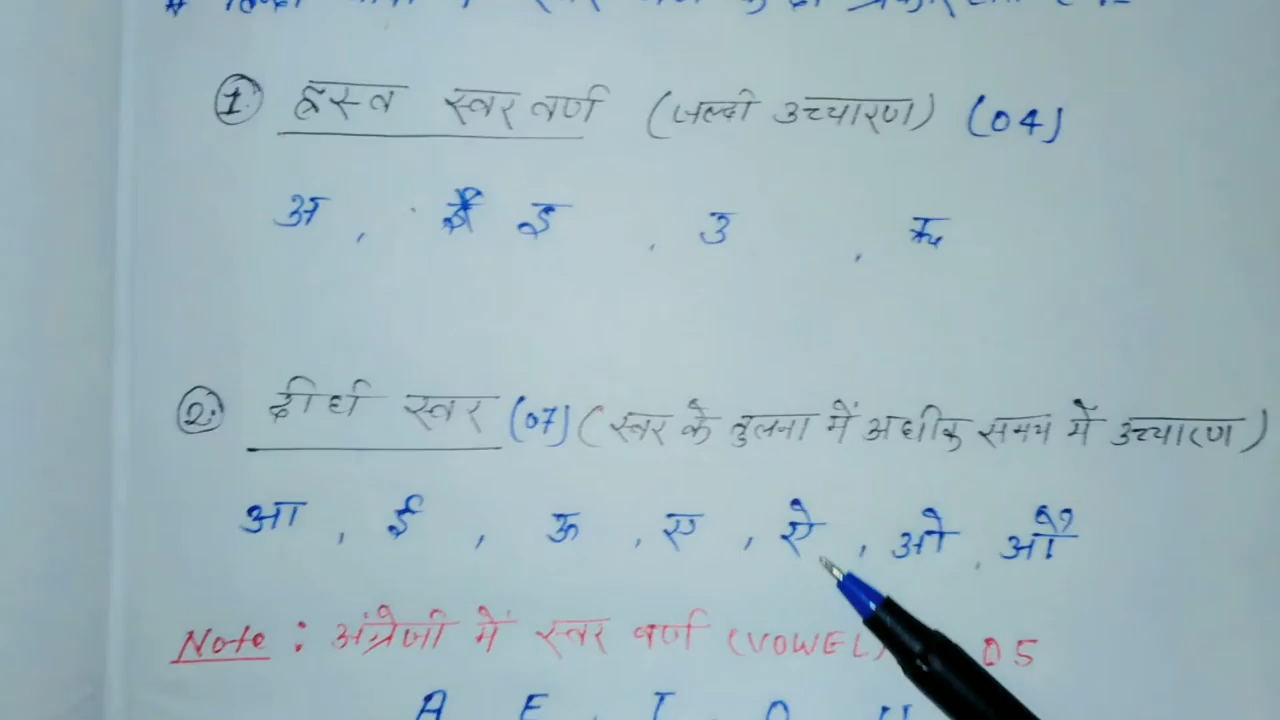 ① ह्रस्व स्वर वर्ण (जल्दी उच्चारण) (04)
अ , इ , उ , ऋ
② दीर्घ स्वर (07) (स्वर के तुलना में अधीक समय में उच्चारण)
आ , ई , ऊ , ए , ऐ , ओ , औ
Note : अंग्रेजी में स्वर वर्ण (VOWEL) 05
A E I O U